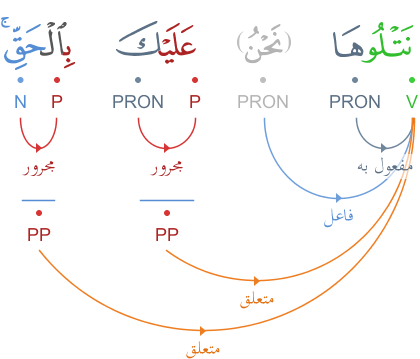 نَتْلُوهَا (نَحْنُ) عَلَيْكَ بِٱلْحَقِّ ۚ
V PRON PRON P PRON P N
مفعول به مجرور مجرور
فاعل
PP PP
متعلق
متعلق